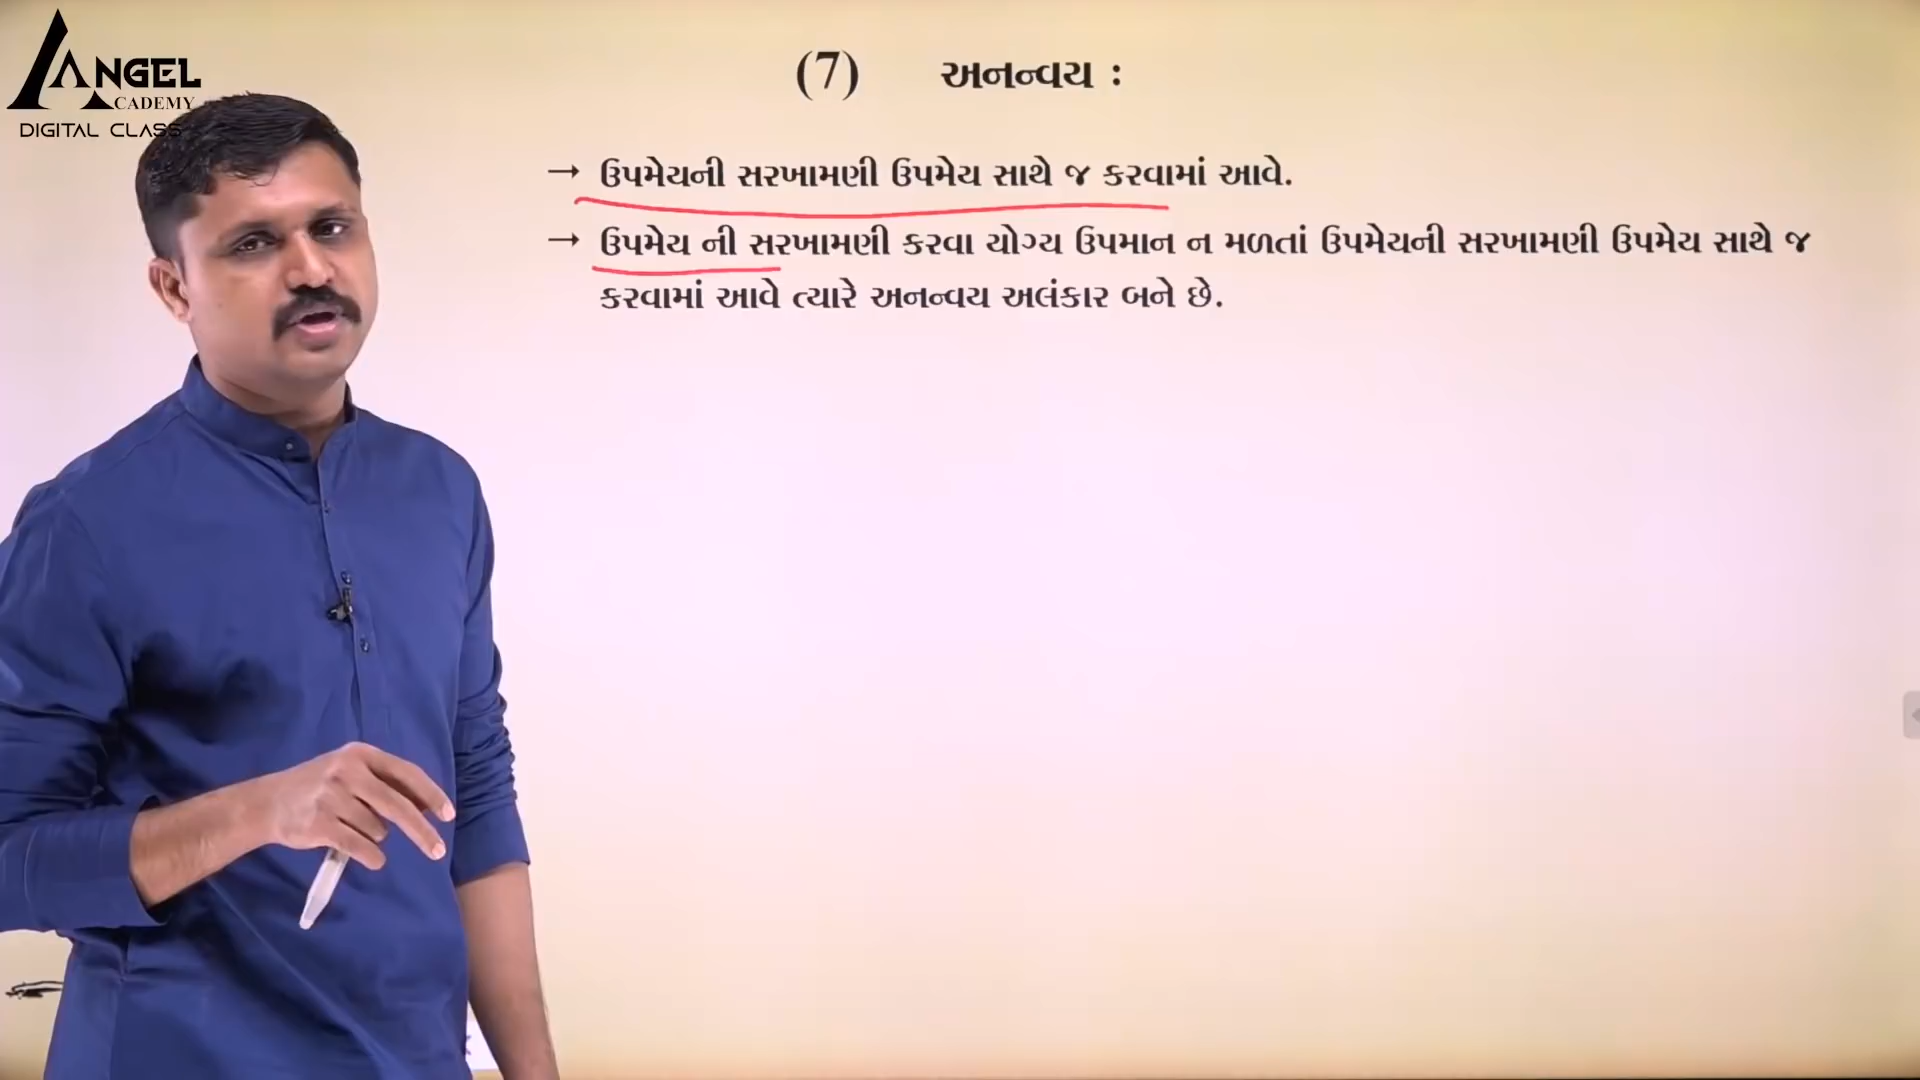 ANGEL
ACADEMY
DIGITAL CLASS
(7) અનન્વય :
→ ઉપમેયની સરખામણી ઉપમેય સાથે જ કરવામાં આવે.
→ ઉપમેય ની સરખામણી કરવા યોગ્ય ઉપમાન ન મળતાં ઉપમેયની સરખામણી ઉપમેય સાથે જ
કરવામાં આવે ત્યારે અનન્વય અલંકાર બને છે.